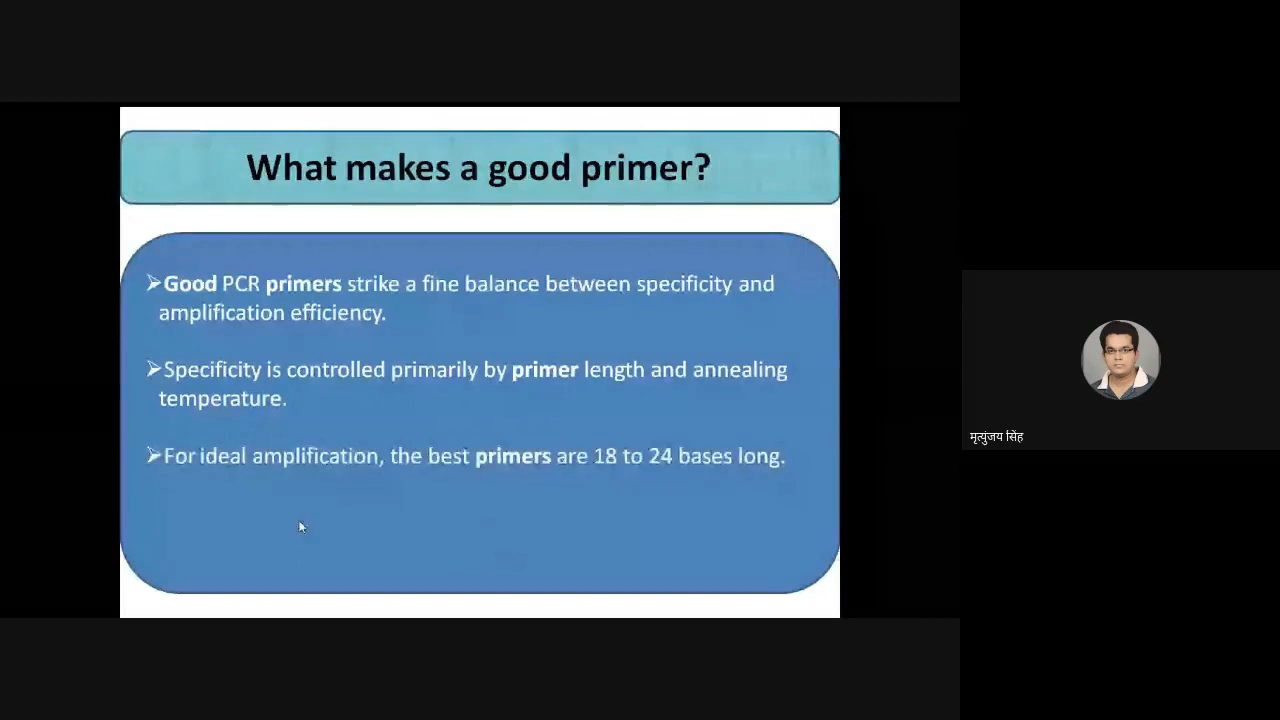 What makes a good primer?
➢Good PCR primers strike a fine balance between specificity and
amplification efficiency.
➢Specificity is controlled primarily by primer length and annealing
temperature.
➢For ideal amplification, the best primers are 18 to 24 bases long.
मृत्युंजय सिंह